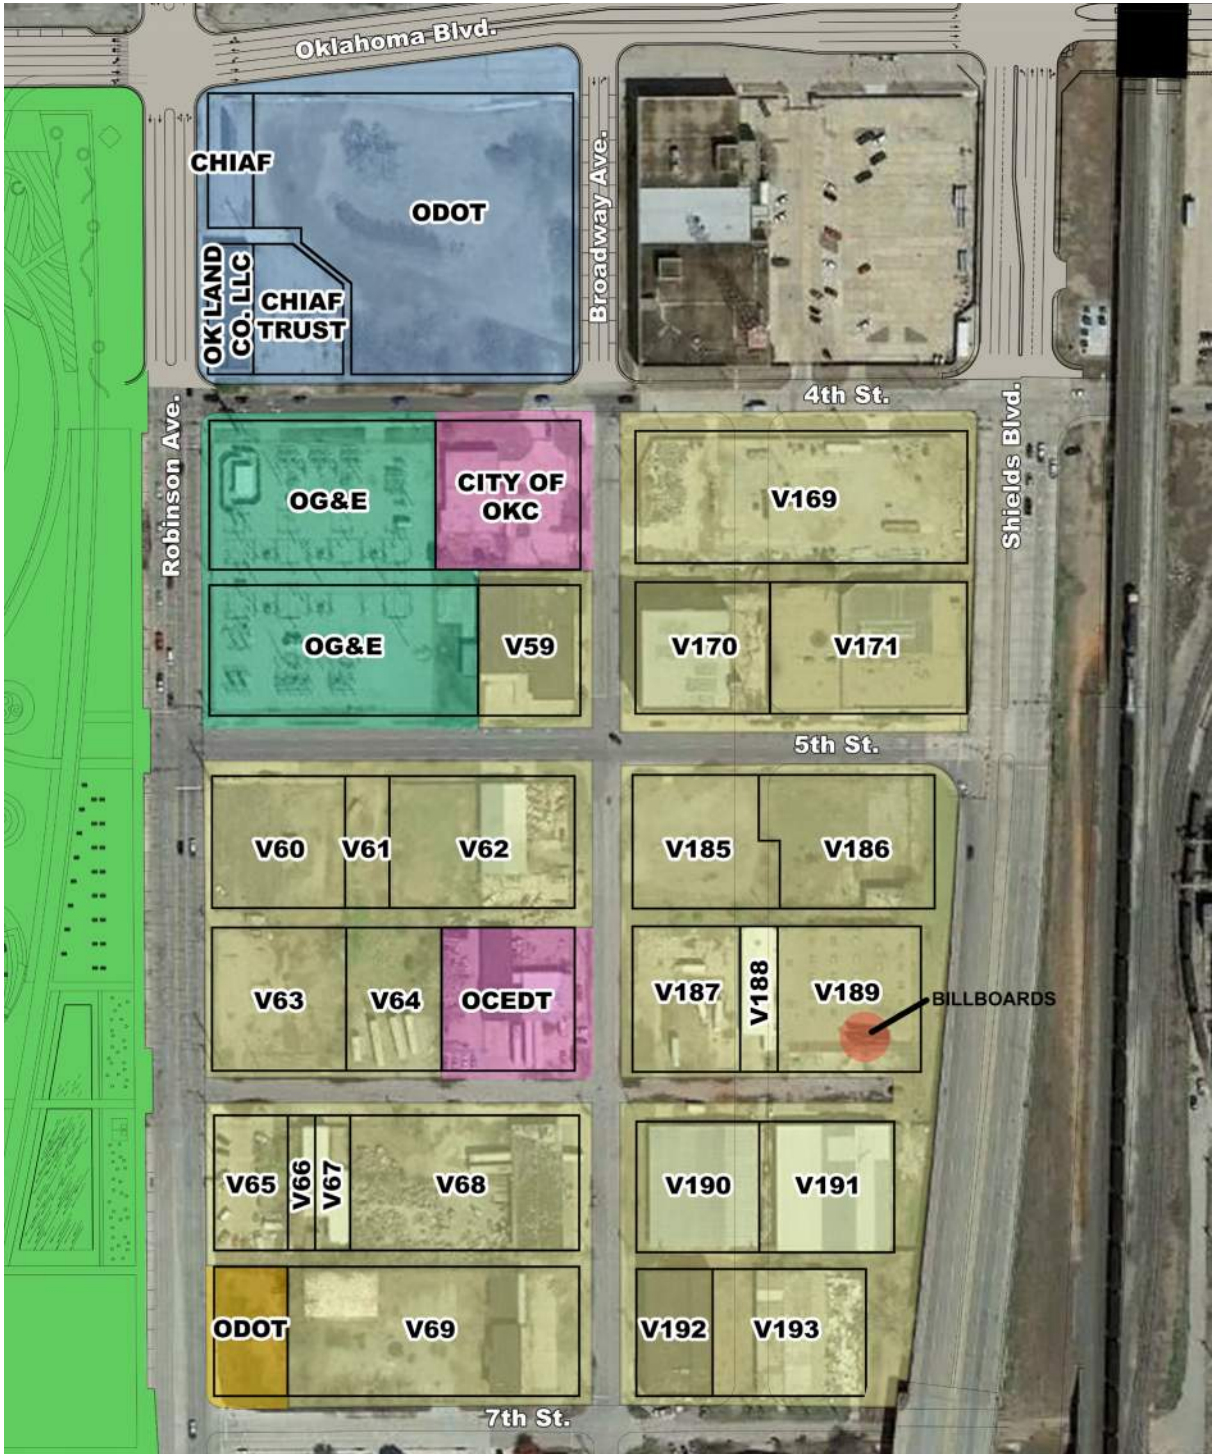 Oklahoma Blvd.
CHIAF
ODOT
Broadway Ave.
OK LAND
CO. LLC
CHIAF
TRUST
4th St.
Robinson Ave.
Shields Blvd.
OG&E
CITY OF
OKC
V169
OG&E
V59
V170
V171
5th St.
V60
V61
V62
V185
V186
V63
V64
OCEDT
V187
V188
V189
BILLBOARDS
V65
V66
V67
V68
V190
V191
ODOT
V69
V192
V193
7th St.